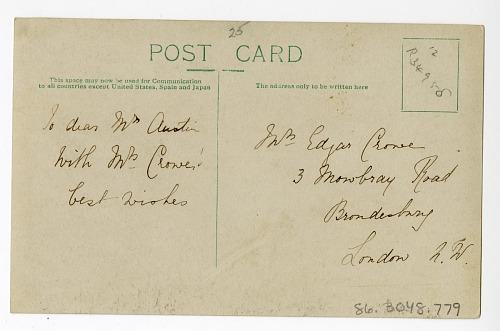 25
POST CARD
This space may now be used for Communication
to all countries except United States, Spain and Japan
The address only to be written here
12
To dear Mrs Austin
With Mrs Crowe's
best wishes
Mrs Edgar Crowe
3 Mowbray Road
Brondesbury
London N.W.
86.3048.779